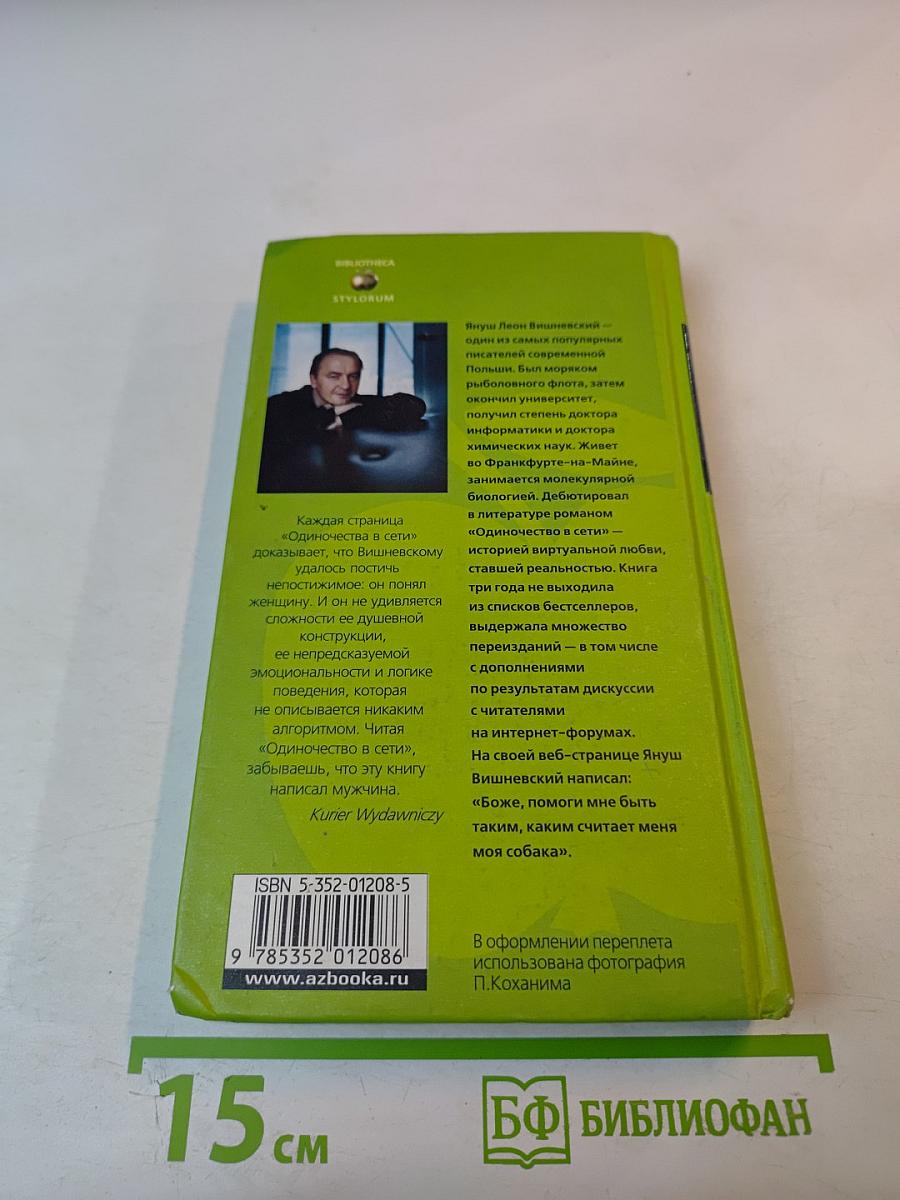 BIBLIOTHECA
STYLORUM
Януш Леон Вишневский —
один из самых популярных
писателей современной
Польши. Был моряком
рыболовного флота, затем
окончил университет,
получил степень доктора
информатики и доктора
химических наук. Живет
во Франкфурте-на-Майне,
занимается молекулярной
биологией. Дебютировал
в литературе романом
«Одиночество в сети» —
историей виртуальной любви,
ставшей реальностью. Книга
три года не выходила
из списков бестселлеров,
выдержала множество
переизданий — в том числе
с дополнениями
по результатам дискуссии
с читателями
на интернет-форумах.
На своей веб-странице Януш
Вишневский написал:
«Боже, помоги мне быть
таким, каким считает меня
моя собака».
Каждая страница
«Одиночества в сети»
доказывает, что Вишневскому
удалось постичь
непостижимое: он понял
женщину. И он не удивляется
сложности ее душевной
конструкции,
ее непредсказуемой
эмоциональности и логике
поведения, которая
не описывается никаким
алгоритмом. Читая
«Одиночество в сети»,
забываешь, что эту книгу
написал мужчина.
Kurier Wydawniczy
ISBN 5-352-01208-5
9 785352 012086
www.azbooka.ru
В оформлении переплета
использована фотография
П.Коханима
15 см
БФ БИБЛИОФАН